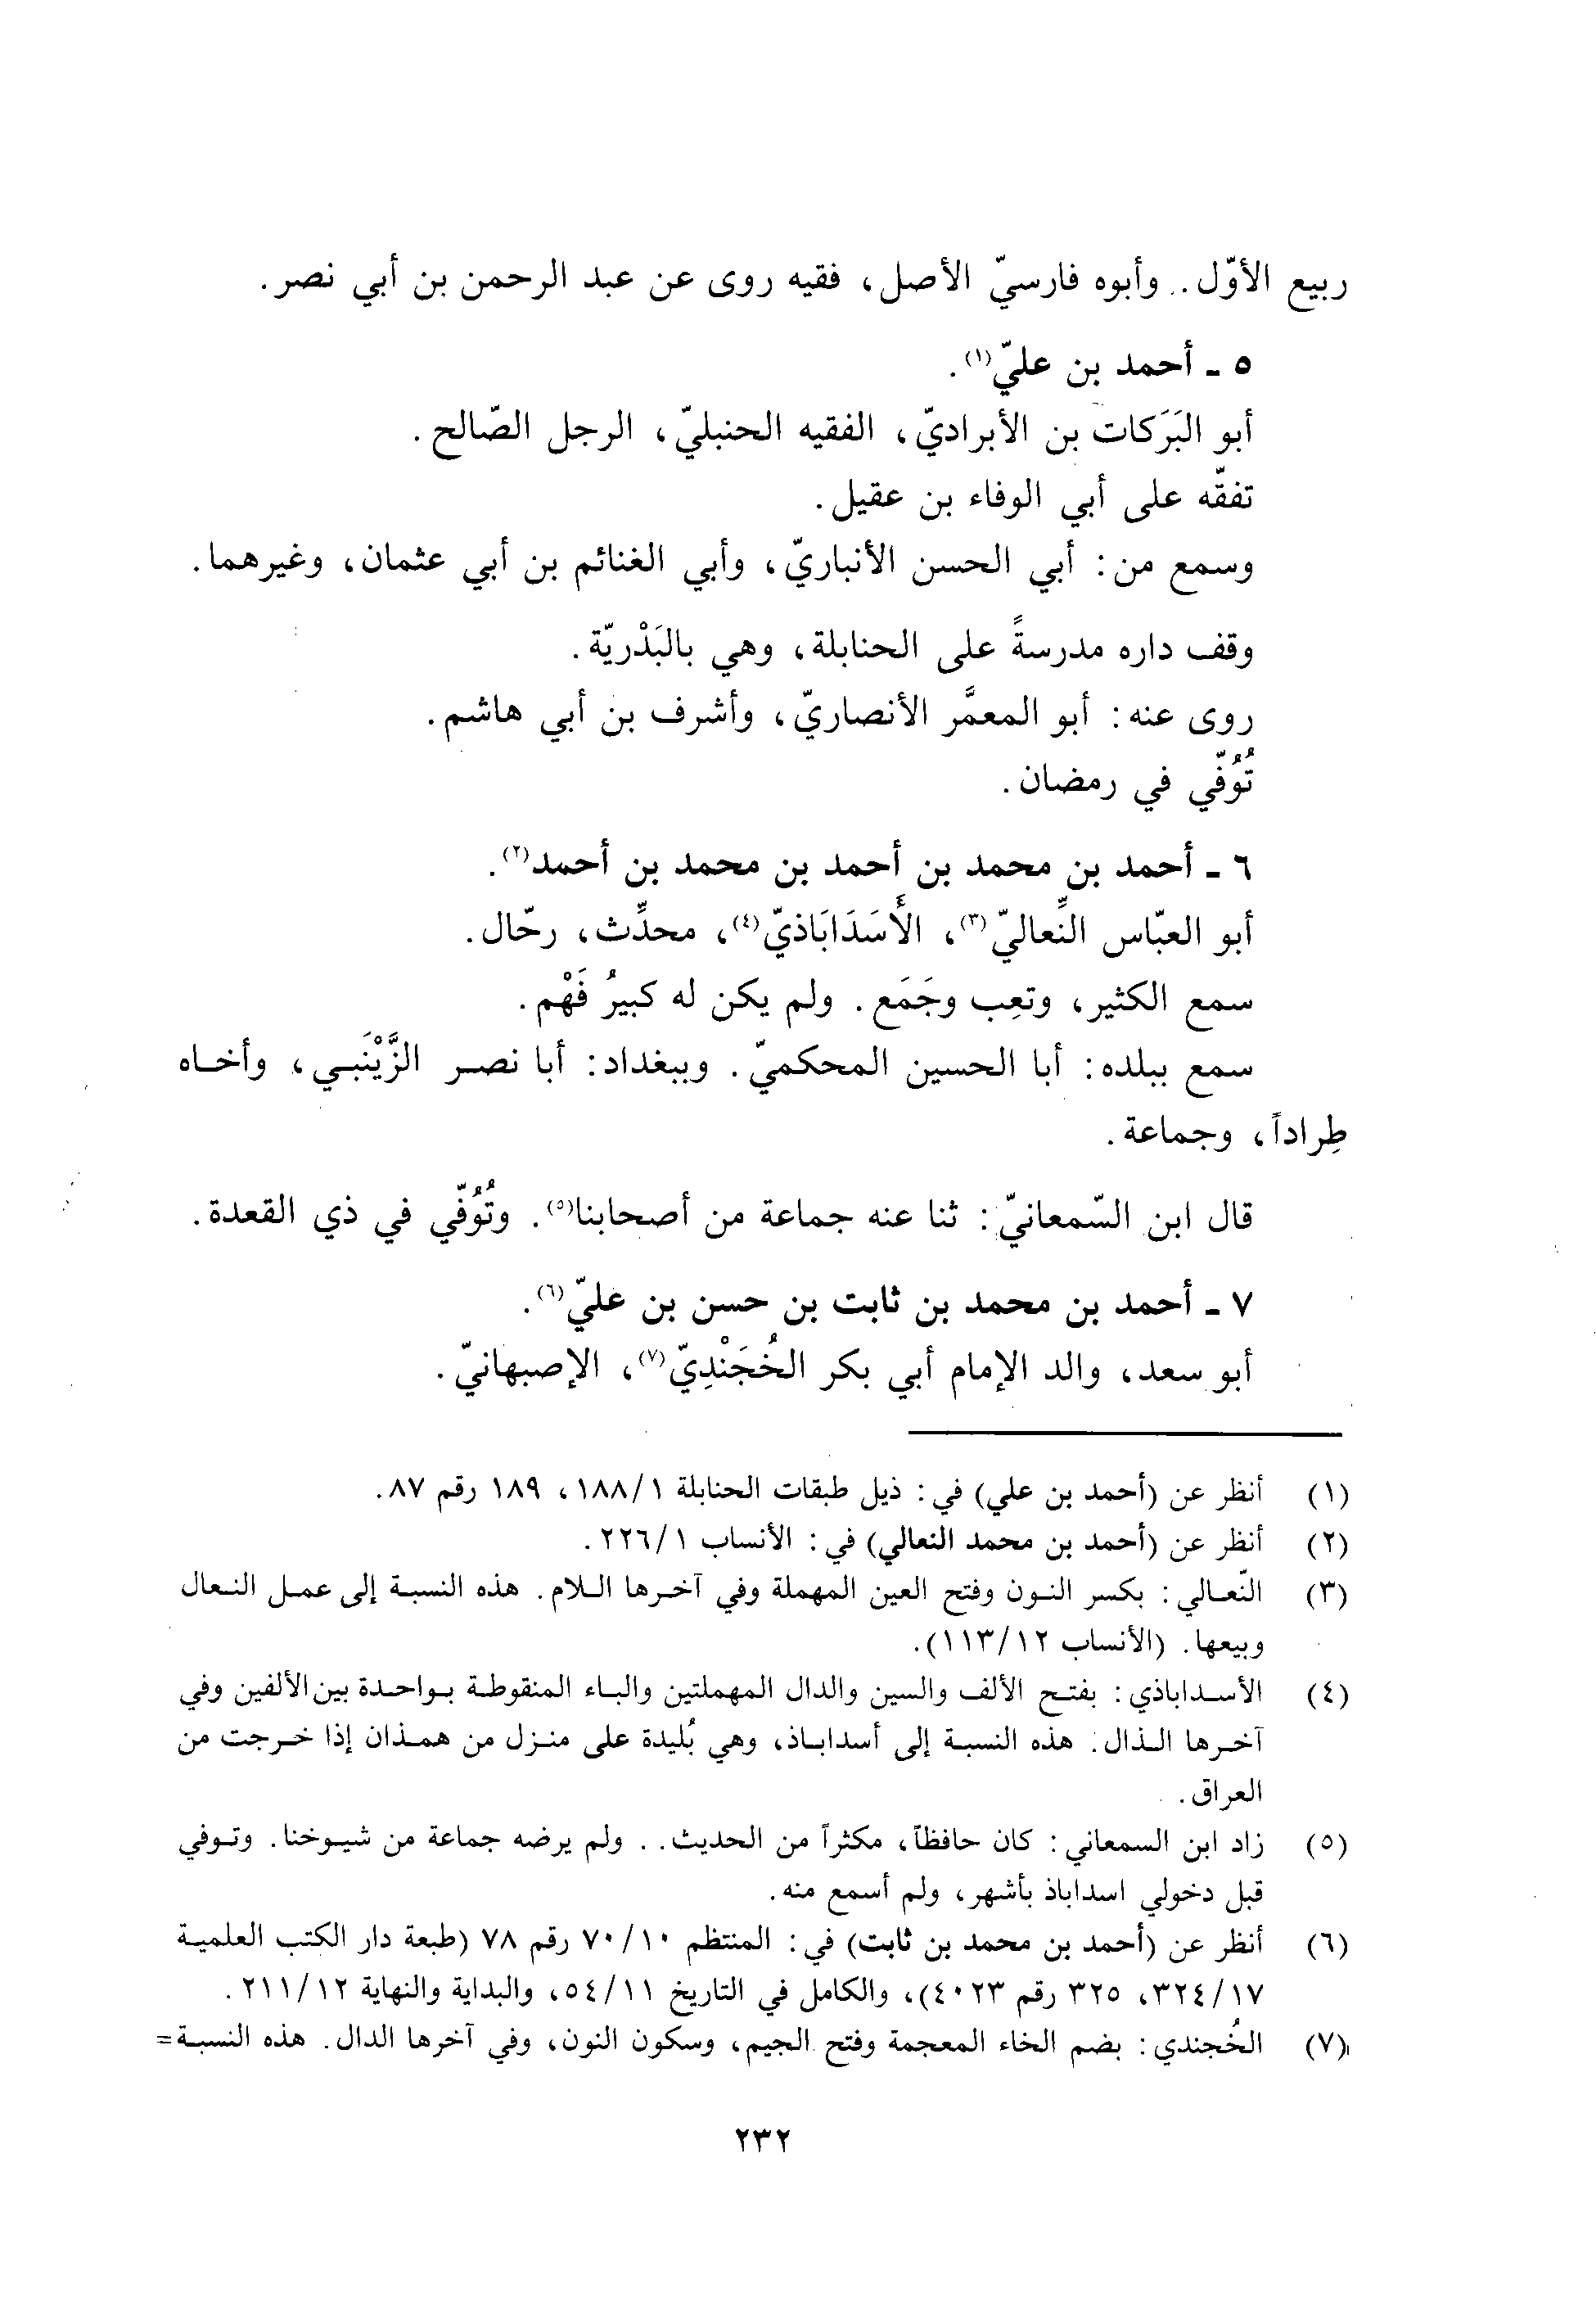 ربيع الأوّل. وأبوه فارسيّ الأصل، فقيه روى عن عبد الرحمن بن أبي نصر.
٥ ـ أحمد بن عليّ(١).
أبو البَرَكات بن الأبراديّ، الفقيه الحنبليّ، الرجل الصّالح.
تفقّه على أبي الوفاء بن عقيل.
وسمع من: أبي الحسن الأنباريّ، وأبي الغنائم بن أبي عثمان، وغيرهما.
وقف داره مدرسةً على الحنابلة، وهي بالبَدْريّة.
روى عنه: أبو المعمَّر الأنصاريّ، وأشرف بن أبي هاشم.
تُوُفّي في رمضان.
٦ ـ أحمد بن محمد بن أحمد بن محمد بن أحمد(٢).
أبو العبّاس النِّعاليّ(٣)، الأَسَدَابَاذيّ(٤)، محدِّث، رحّال.
سمع الكثير، وتعِب وجَمَع. ولم يكن له كبيرُ فَهْم.
سمع ببلده: أبا الحسين المحكميّ. وببغداد: أبا نصر الزَّيْنَبي، وأخاه
طِراداً، وجماعة.
قال ابن السّمعانيّ: ثنا عنه جماعة من أصحابنا(٥). وتُوُفّي في ذي القعدة.
٧ ـ أحمد بن محمد بن ثابت بن حسن بن عليّ(٦).
أبو سعد، والد الإمام أبي بكر الخُجَنْدِيّ(٧)، الإصبهانيّ.
(١) أنظر عن (أحمد بن علي) في: ذيل طبقات الحنابلة ١/١٨٨، ١٨٩ رقم ٨٧.
(٢) أنظر عن (أحمد بن محمد النعالي) في: الأنساب ١/٢٢٦.
(٣) النّعالي: بكسر النون وفتح العين المهملة وفي آخرها اللام. هذه النسبة إلى عمل النعال
وبيعها. (الأنساب ١٢/١١٣).
(٤) الأسداباذي: بفتح الألف والسين والدال المهملتين والباء المنقوطة بواحدة بين الألفين وفي
آخرها الذال. هذه النسبة إلى أسداباذ، وهي بُليدة على منزل من همذان إذا خرجت من
العراق.
(٥) زاد ابن السمعاني: كان حافظاً، مكثراً من الحديث.. ولم يرضه جماعة من شيوخنا. وتوفي
قبل دخولي اسداباذ بأشهر، ولم أسمع منه.
(٦) أنظر عن (أحمد بن محمد بن ثابت) في: المنتظم ١٠/٧٠ رقم ٧٨ (طبعة دار الكتب العلمية
١٧/٣٢٤، ٣٢٥ رقم ٤٠٢٣)، والكامل في التاريخ ١١/٥٤، والبداية والنهاية ١٢/٢١١.
(٧) الخُجندي: بضم الخاء المعجمة وفتح الجيم، وسكون النون، وفي آخرها الدال. هذه النسبة=
٢٣٢